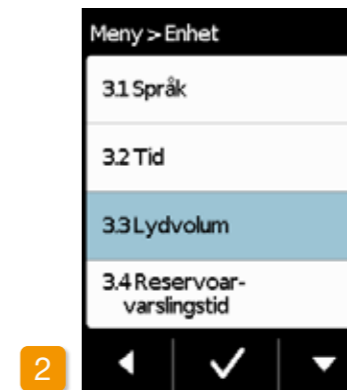 Meny > Enhet
3.1 Språk
3.2 Tid
3.3 Lydvolum
3.4 Reservoar-
varslingstid
2